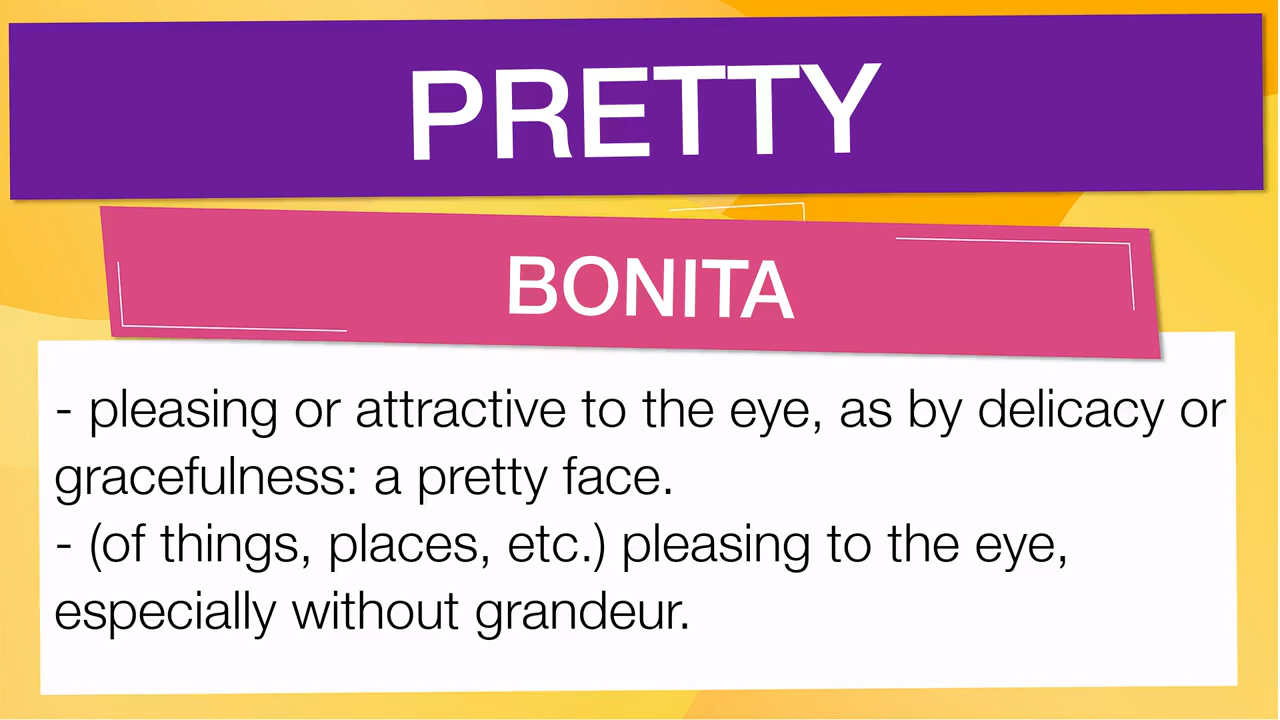 PRETTY
BONITA
- pleasing or attractive to the eye, as by delicacy or
gracefulness: a pretty face.
- (of things, places, etc.) pleasing to the eye,
especially without grandeur.